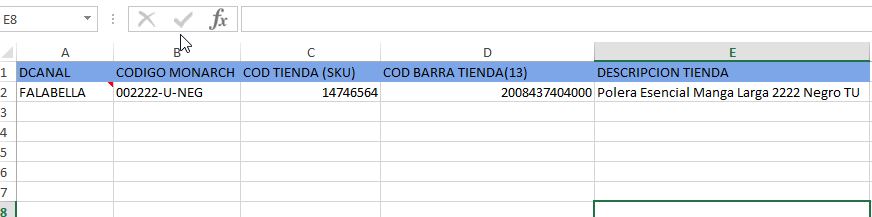 E8 fx
A B C D E
1 DCANAL CODIGO MONARCH COD TIENDA (SKU) COD BARRA TIENDA(13) DESCRIPCION TIENDA
2 FALABELLA 002222-U-NEG 14746564 2008437404000 Polera Esencial Manga Larga 2222 Negro TU
3
4
5
6
7
8